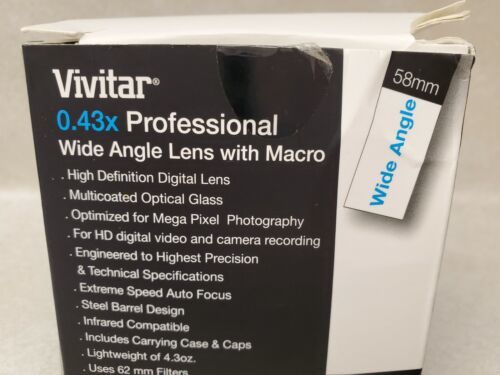 Vivitar®
0.43x Professional
Wide Angle Lens with Macro
. High Definition Digital Lens
. Multicoated Optical Glass
. Optimized for Mega Pixel Photography
. For HD digital video and camera recording
. Engineered to Highest Precision
& Technical Specifications
. Extreme Speed Auto Focus
. Steel Barrel Design
. Infrared Compatible
. Includes Carrying Case & Caps
. Lightweight of 4.3oz.
. Uses 62 mm Filters
58mm
Wide Angle